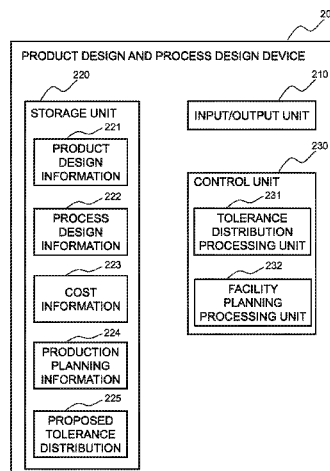 20
PRODUCT DESIGN AND PROCESS DESIGN DEVICE
220
STORAGE UNIT
221
PRODUCT
DESIGN
INFORMATION
222
PROCESS
DESIGN
INFORMATION
223
COST
INFORMATION
224
PRODUCTION
PLANNING
INFORMATION
225
PROPOSED
TOLERANCE
DISTRIBUTION
210
INPUT/OUTPUT UNIT
230
CONTROL UNIT
231
TOLERANCE
DISTRIBUTION
PROCESSING UNIT
232
FACILITY
PLANNING
PROCESSING UNIT